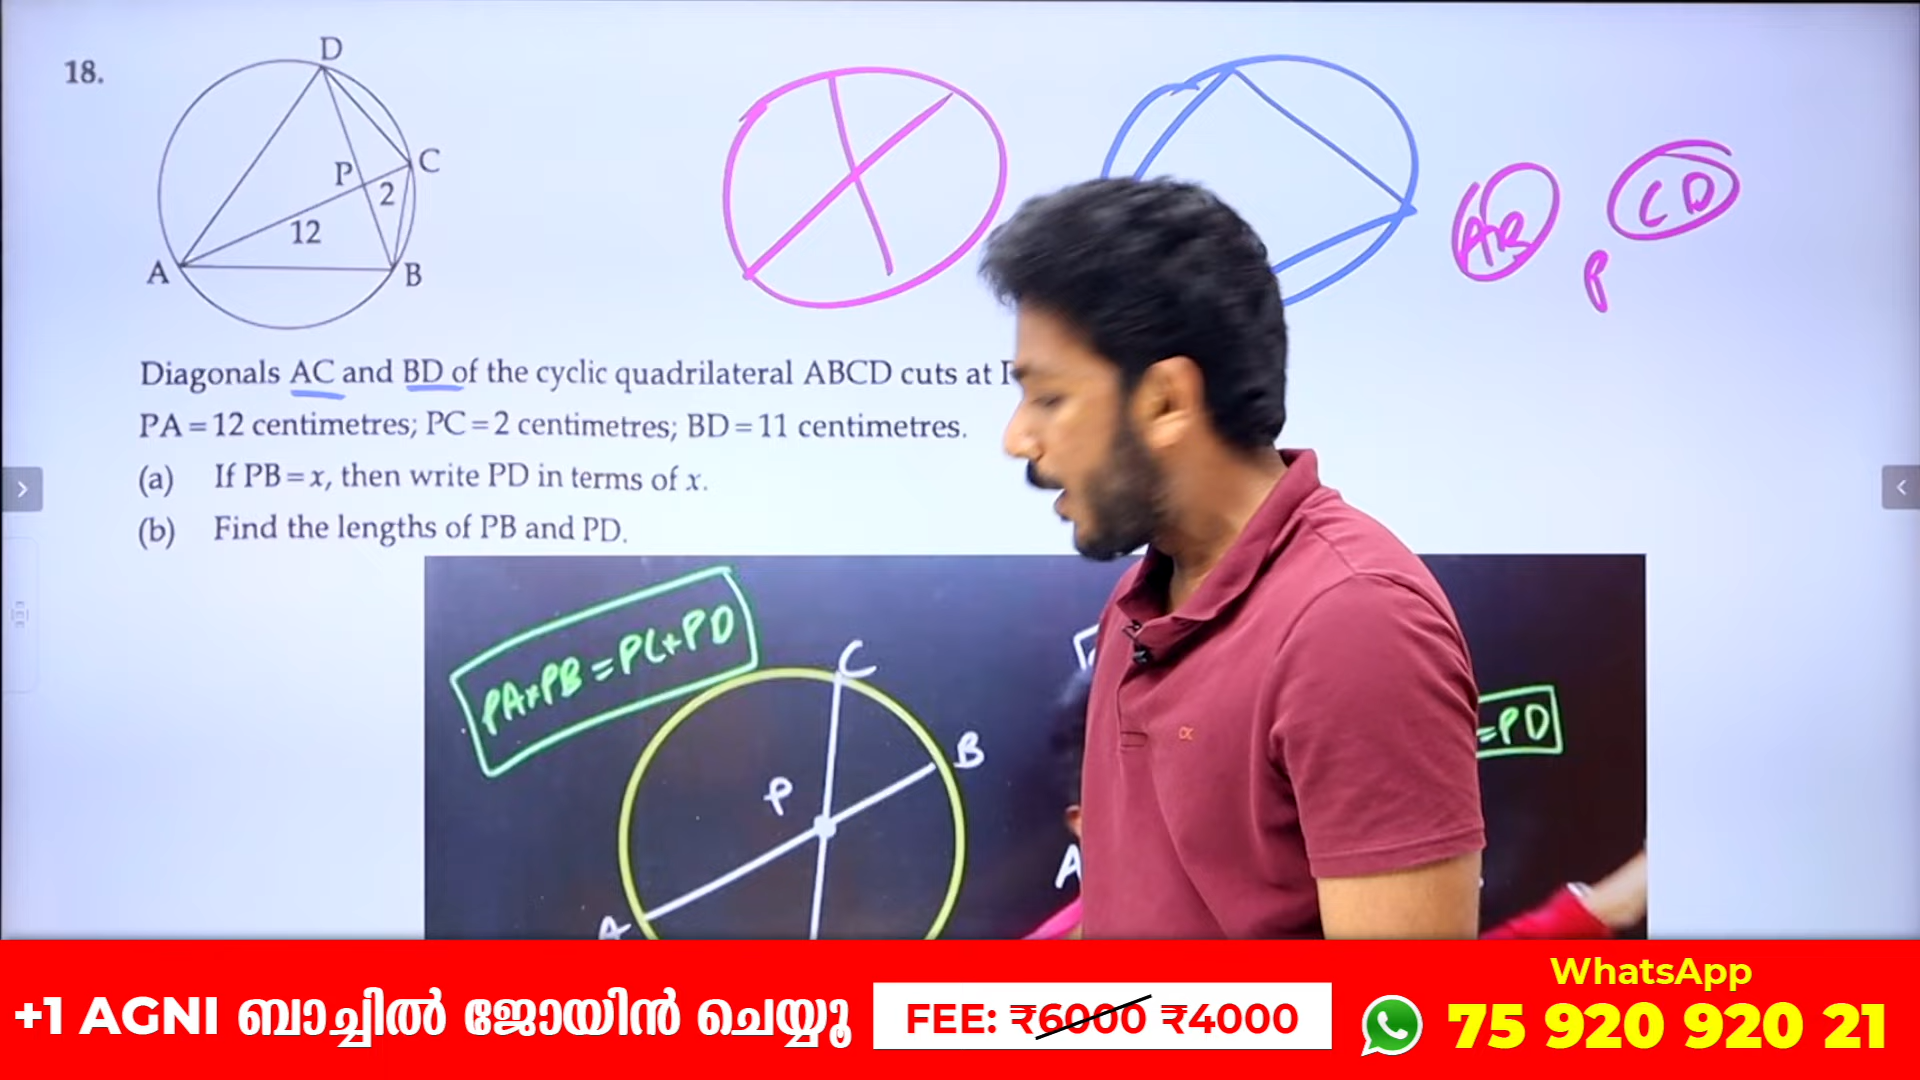 18.
D
C
P
2
12
A
B
AB
CD
P
Diagonals AC and BD of the cyclic quadrilateral ABCD cuts at
PA = 12 centimetres; PC = 2 centimetres; BD = 11 centimetres.
(a) If PB = x, then write PD in terms of x.
(b) Find the lengths of PB and PD.
PA×PB = PC×PD
C
B
P
A
A
=PD
+1 AGNI ബാച്ചിൽ ജോയിൻ ചെയ്യൂ
FEE: ₹6000 ₹4000
WhatsApp
75 920 920 21